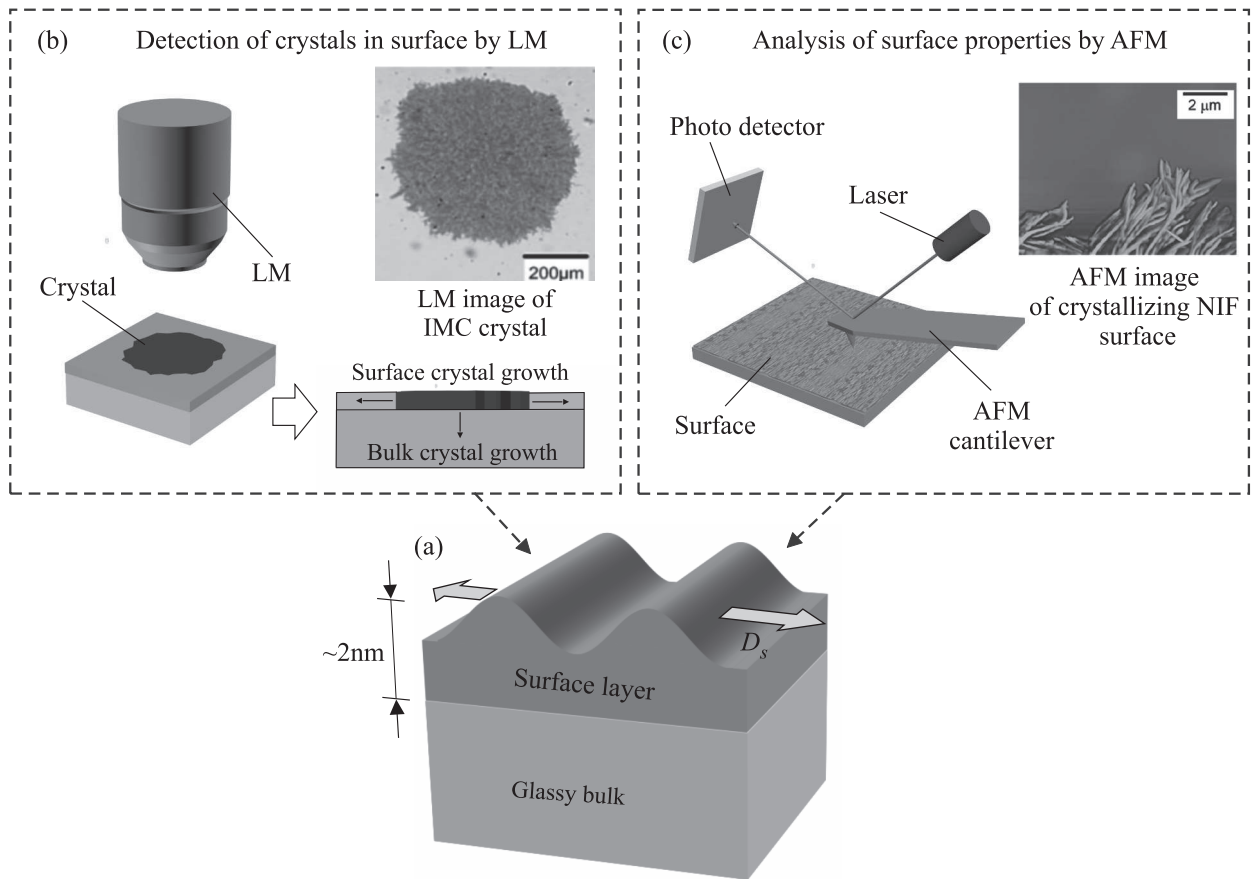 (b)
Detection of crystals in surface by LM
LM
Crystal
200μm
LM image of
IMC crystal
Surface crystal growth
Bulk crystal growth
(c)
Analysis of surface properties by AFM
2 μm
Photo detector
Laser
AFM image
of crystallizing NIF
surface
Surface
AFM
cantilever
(a)
~2nm
Dₛ
Surface layer
Glassy bulk